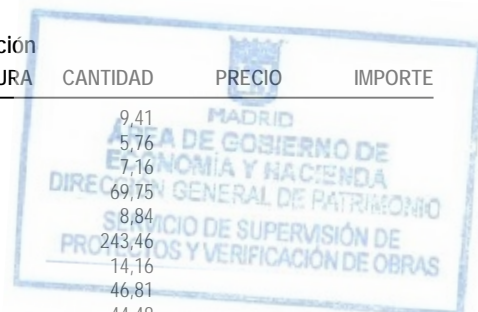 ción
URA CANTIDAD PRECIO IMPORTE
9,41
5,76
7,16
69,75
8,84
243,46
14,16
46,81
44,48
MADRID
ÁREA DE GOBIERNO DE
ECONOMÍA Y HACIENDA
DIRECCIÓN GENERAL DE PATRIMONIO
SERVICIO DE SUPERVISIÓN DE
PROYECTOS Y VERIFICACIÓN DE OBRAS